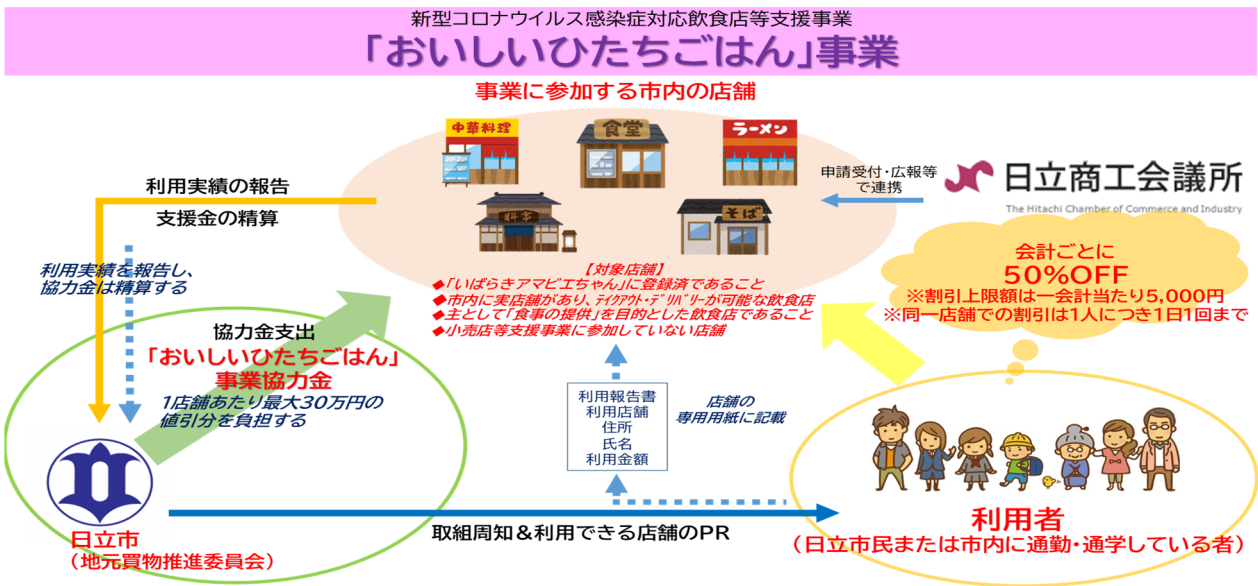 新型コロナウイルス感染症対応飲食店等支援事業
「おいしいひたちごはん」事業
事業に参加する市内の店舗
中華料理
食堂
ラーメン
料亭
そば
申請受付・広報等
で連携
日立商工会議所
The Hitachi Chamber of Commerce and Industry
利用実績の報告
支援金の精算
利用実績を報告し、
協力金は精算する
【対象店舗】
◆「いばらきアマビエちゃん」に登録済であること
◆市内に実店舗があり、ﾃｲｸｱｳﾄ・ﾃﾞﾘﾊﾞﾘｰが可能な飲食店
◆主として「食事の提供」を目的とした飲食店であること
◆小売店等支援事業に参加していない店舗
会計ごとに
50%OFF
※割引上限額は一会計当たり5,000円
※同一店舗での割引は1人につき1日1回まで
協力金支出
「おいしいひたちごはん」
事業協力金
1店舗あたり最大30万円の
値引分を負担する
利用報告書
利用店舗
住所
氏名
利用金額
店舗の
専用用紙に記載
日立市
（地元買物推進委員会）
取組周知＆利用できる店舗のPR
利用者
（日立市民または市内に通勤・通学している者）